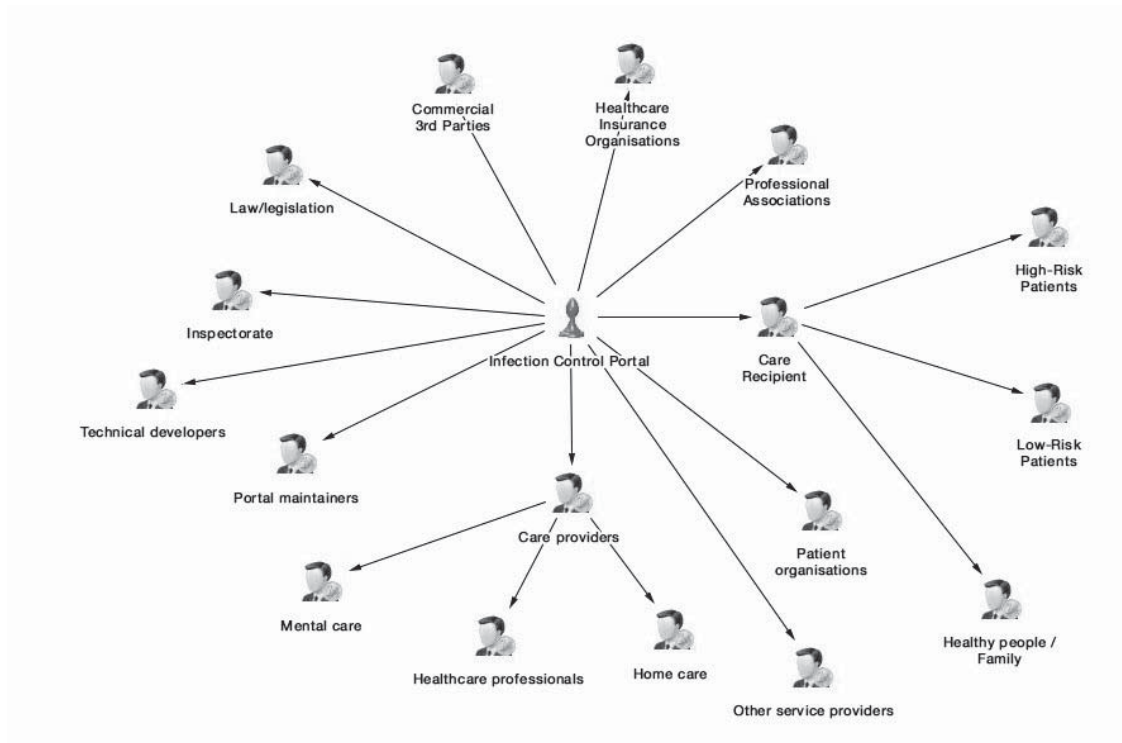 Commercial
3rd Parties
Healthcare
Insurance
Organisations
Professional
Associations
Law/legislation
High-Risk
Patients
Inspectorate
Infection Control Portal
Care
Recipient
Technical developers
Low-Risk
Patients
Portal maintainers
Care providers
Patient
organisations
Mental care
Healthcare professionals
Home care
Healthy people /
Family
Other service providers